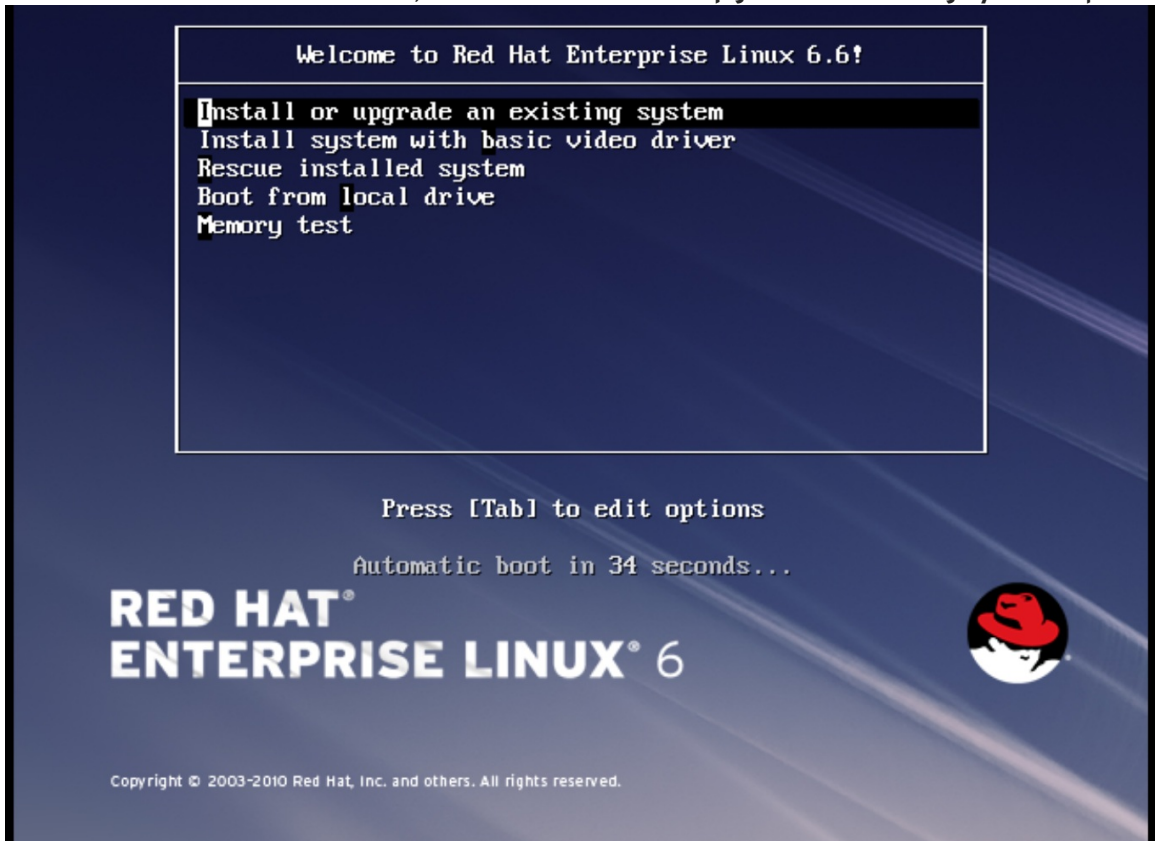 Welcome to Red Hat Enterprise Linux 6.6!
Install or upgrade an existing system
Install system with basic video driver
Rescue installed system
Boot from local drive
Memory test
Press [Tab] to edit options
Automatic boot in 34 seconds...
RED HAT®
ENTERPRISE LINUX® 6
Copyright © 2003-2010 Red Hat, Inc. and others. All rights reserved.